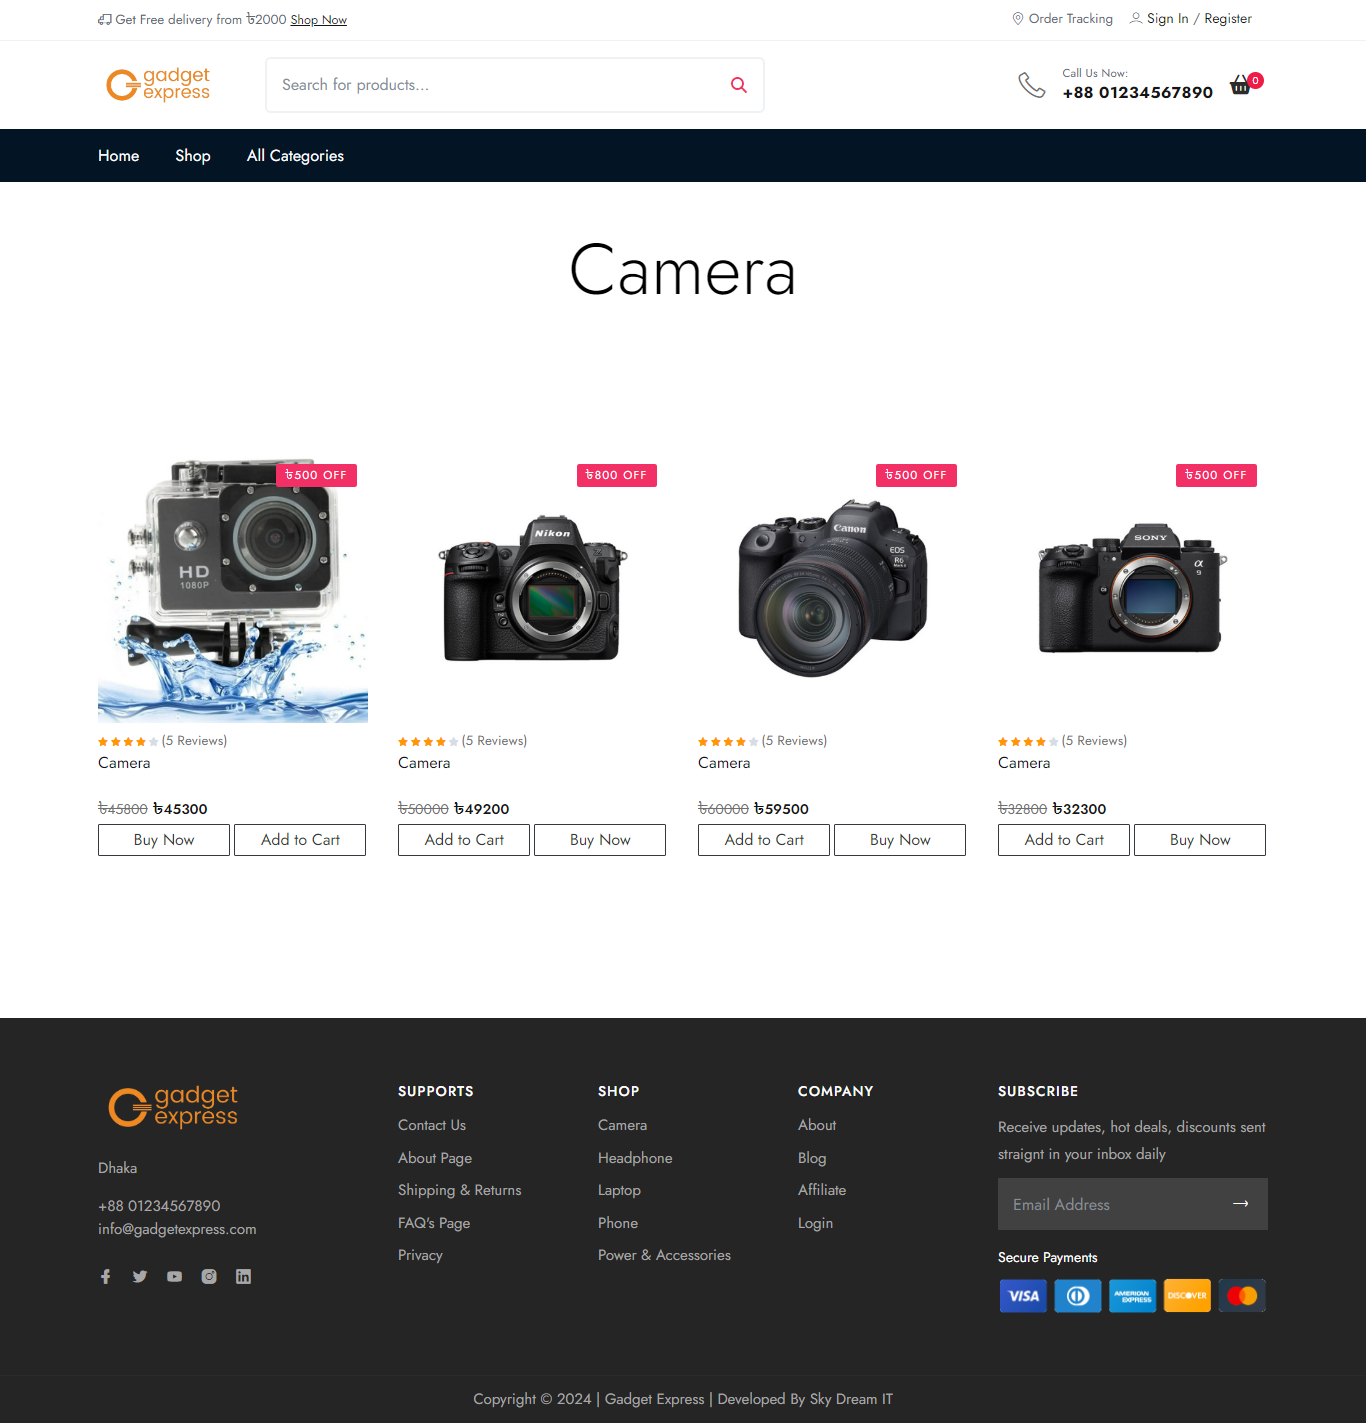 Get Free delivery from ৳2000 Shop Now
Order Tracking
Sign In / Register
gadget
express
Search for products...
Call Us Now:
+88 01234567890
0
Home
Shop
All Categories
Camera
৳500 OFF
৳800 OFF
৳500 OFF
৳500 OFF
HD
1080P
Nikon
Canon
EOS
R6
Mark II
SONY
α
9
(5 Reviews)
Camera
৳45800 ৳45300
Buy Now
Add to Cart
(5 Reviews)
Camera
৳50000 ৳49200
Add to Cart
Buy Now
(5 Reviews)
Camera
৳60000 ৳59500
Add to Cart
Buy Now
(5 Reviews)
Camera
৳32800 ৳32300
Add to Cart
Buy Now
gadget
express
Dhaka
+88 01234567890
info@gadgetexpress.com
SUPPORTS
Contact Us
About Page
Shipping & Returns
FAQ's Page
Privacy
SHOP
Camera
Headphone
Laptop
Phone
Power & Accessories
COMPANY
About
Blog
Affiliate
Login
SUBSCRIBE
Receive updates, hot deals, discounts sent
straignt in your inbox daily
Email Address
Secure Payments
VISA
AMERICAN
EXPRESS
DISCOVER
Copyright © 2024 | Gadget Express | Developed By Sky Dream IT